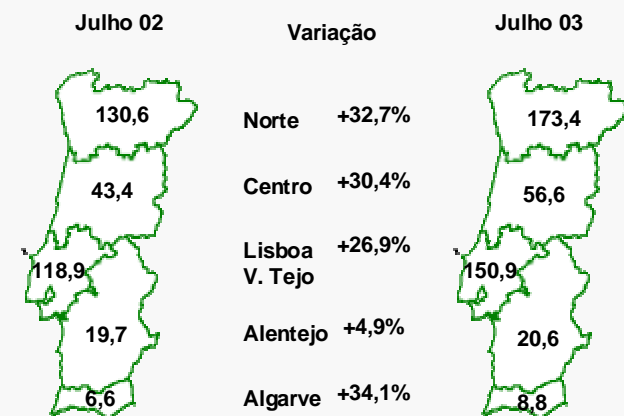 Julho 02 Variação Julho 03
130,6 Norte +32,7% 173,4
43,4 Centro +30,4% 56,6
118,9 Lisboa V. Tejo +26,9% 150,9
19,7 Alentejo +4,9% 20,6
6,6 Algarve +34,1% 8,8